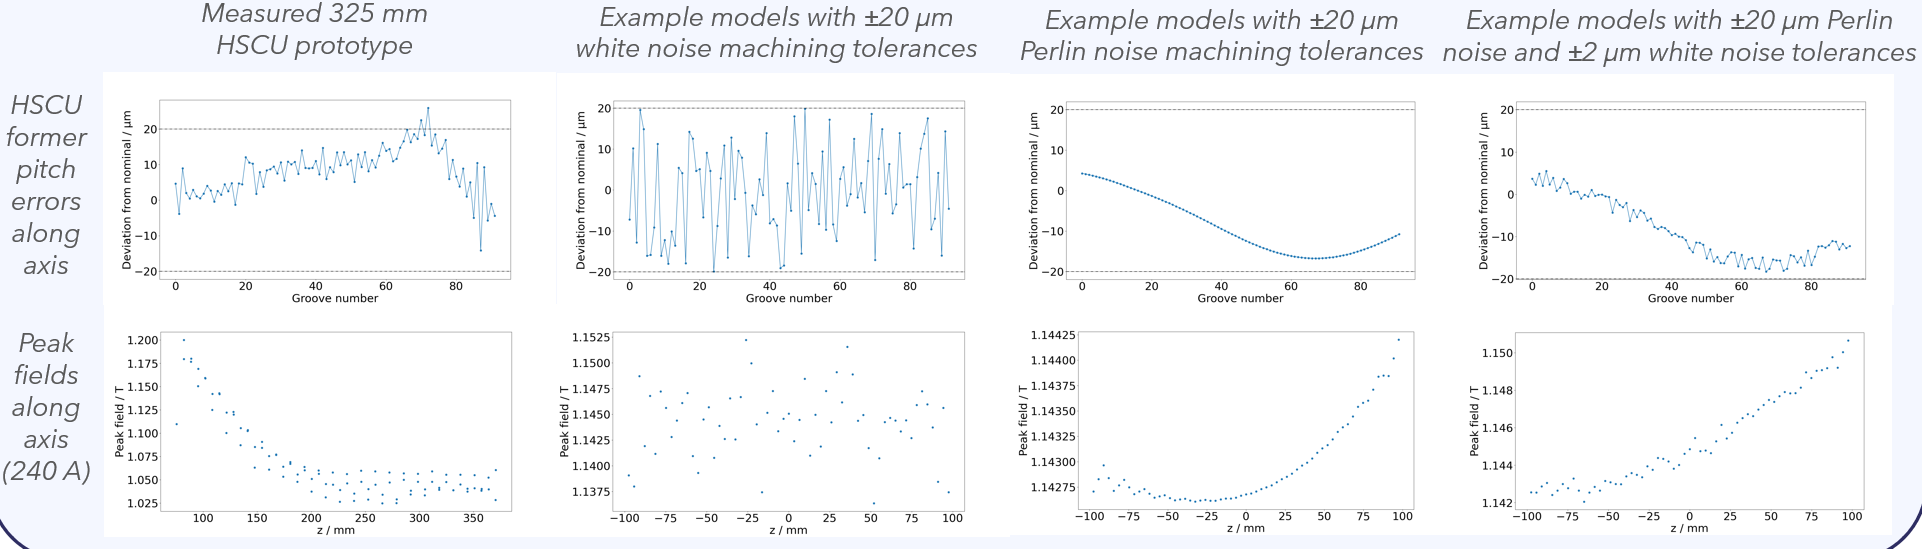 Measured 325 mm
HSCU prototype
Example models with ±20 μm
white noise machining tolerances
Example models with ±20 μm
Perlin noise machining tolerances
Example models with ±20 μm Perlin
noise and ±2 μm white noise tolerances
HSCU
former
pitch
errors
along
axis
Deviation from nominal / μm
20
10
0
−10
−20
0 20 40 60 80
Groove number
Deviation from nominal / μm
20
10
0
−10
−20
0 20 40 60 80
Groove number
Deviation from nominal / μm
20
10
0
−10
−20
0 20 40 60 80
Groove number
Deviation from nominal / μm
20
10
0
−10
−20
0 20 40 60 80
Groove number
Peak
fields
along
axis
(240 A)
Peak field / T
1.200
1.175
1.150
1.125
1.100
1.075
1.050
1.025
100 150 200 250 300 350
z / mm
Peak field / T
1.1525
1.1500
1.1475
1.1450
1.1425
1.1400
1.1375
−100 −75 −50 −25 0 25 50 75 100
z / mm
Peak field / T
1.14425
1.14400
1.14375
1.14350
1.14325
1.14300
1.14275
−100 −75 −50 −25 0 25 50 75 100
z / mm
Peak field / T
1.150
1.148
1.146
1.144
1.142
−100 −75 −50 −25 0 25 50 75 100
z / mm